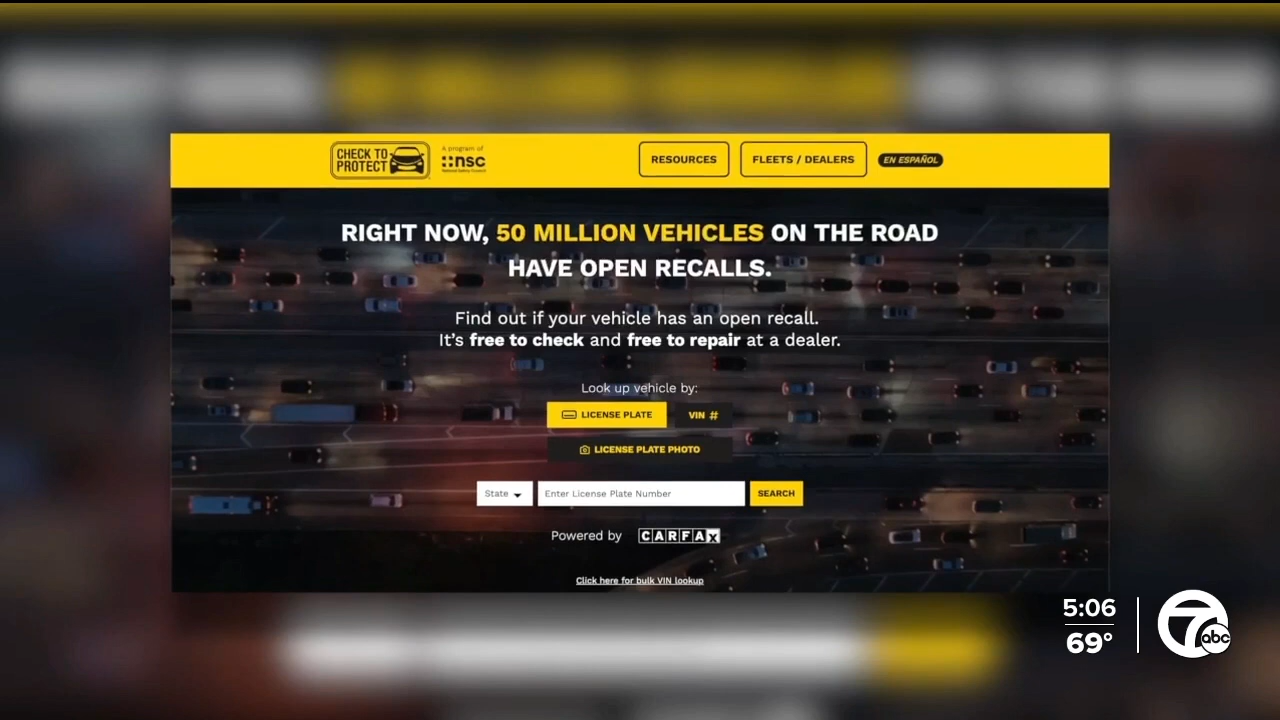 CHECK TO
PROTECT
A program of
nsc
National Safety Council
RESOURCES
FLEETS / DEALERS
EN ESPAÑOL
RIGHT NOW, 50 MILLION VEHICLES ON THE ROAD
HAVE OPEN RECALLS.
Find out if your vehicle has an open recall.
It's free to check and free to repair at a dealer.
Look up vehicle by:
LICENSE PLATE
VIN #
LICENSE PLATE PHOTO
State
Enter License Plate Number
SEARCH
Powered by CARFAX
Click here for bulk VIN lookup
5:06
69°
7
abc